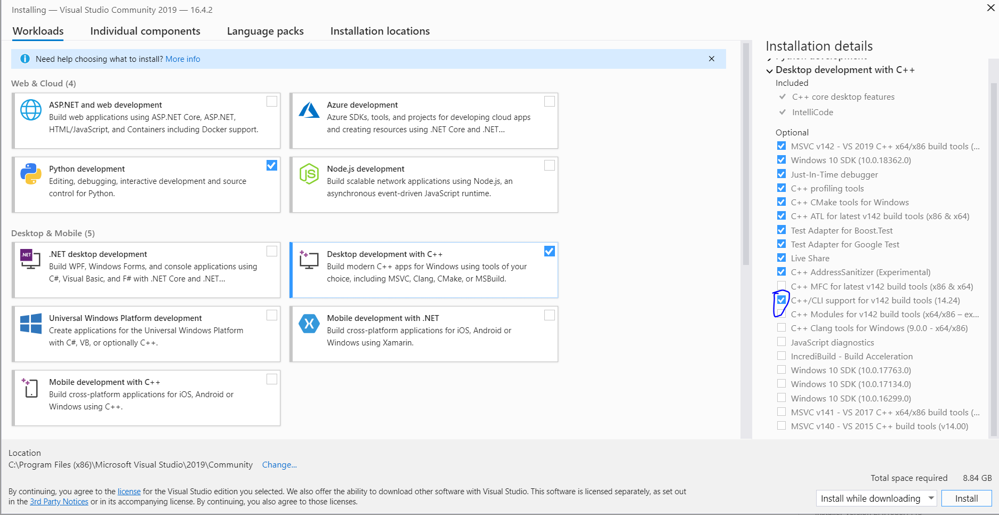 Installing — Visual Studio Community 2019 — 16.4.2
Workloads
Individual components
Language packs
Installation locations
Need help choosing what to install? More info
Web & Cloud (4)
ASP.NET and web development
Build web applications using ASP.NET Core, ASP.NET,
HTML/JavaScript, and Containers including Docker support.
Azure development
Azure SDKs, tools, and projects for developing cloud apps
and creating resources using .NET Core and .NET...
Python development
Editing, debugging, interactive development and source
control for Python.
Node.js development
Build scalable network applications using Node.js, an
asynchronous event-driven JavaScript runtime.
Desktop & Mobile (5)
.NET
.NET desktop development
Build WPF, Windows Forms, and console applications using
C#, Visual Basic, and F# with .NET Core and .NET...
Desktop development with C++
Build modern C++ apps for Windows using tools of your
choice, including MSVC, Clang, CMake, or MSBuild.
Universal Windows Platform development
Create applications for the Universal Windows Platform
with C#, VB, or optionally C++.
Mobile development with .NET
Build cross-platform applications for iOS, Android or
Windows using Xamarin.
Mobile development with C++
Build cross-platform applications for iOS, Android or
Windows using C++.
Installation details
Python development
Desktop development with C++
Included
C++ core desktop features
IntelliCode
Optional
MSVC v142 - VS 2019 C++ x64/x86 build tools (...
Windows 10 SDK (10.0.18362.0)
Just-In-Time debugger
C++ profiling tools
C++ CMake tools for Windows
C++ ATL for latest v142 build tools (x86 & x64)
Test Adapter for Boost.Test
Test Adapter for Google Test
Live Share
C++ AddressSanitizer (Experimental)
C++ MFC for latest v142 build tools (x86 & x64)
C++/CLI support for v142 build tools (14.24)
C++ Modules for v142 build tools (x64/x86 – ex...
C++ Clang tools for Windows (9.0.0 - x64/x86)
JavaScript diagnostics
IncrediBuild - Build Acceleration
Windows 10 SDK (10.0.17763.0)
Windows 10 SDK (10.0.17134.0)
Windows 10 SDK (10.0.16299.0)
MSVC v141 - VS 2017 C++ x64/x86 build tools (...
MSVC v140 - VS 2015 C++ build tools (v14.00)
Location
C:\Program Files (x86)\Microsoft Visual Studio\2019\Community Change...
Total space required 8.84 GB
By continuing, you agree to the license for the Visual Studio edition you selected. We also offer the ability to download other software with Visual Studio. This software is licensed separately, as set out
in the 3rd Party Notices or in its accompanying license. By continuing, you also agree to those licenses.
Install while downloading
Install